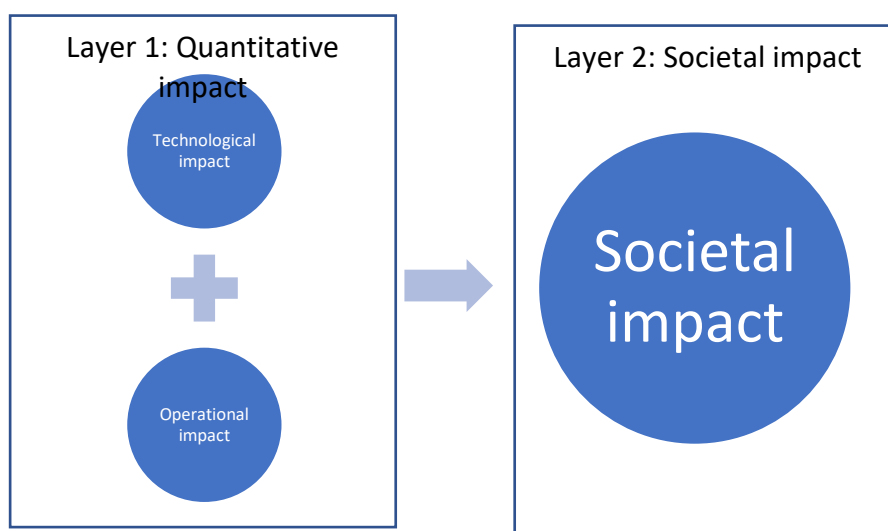 Layer 1: Quantitative
impact
Technological
impact
Operational
impact
Layer 2: Societal impact
Societal
impact